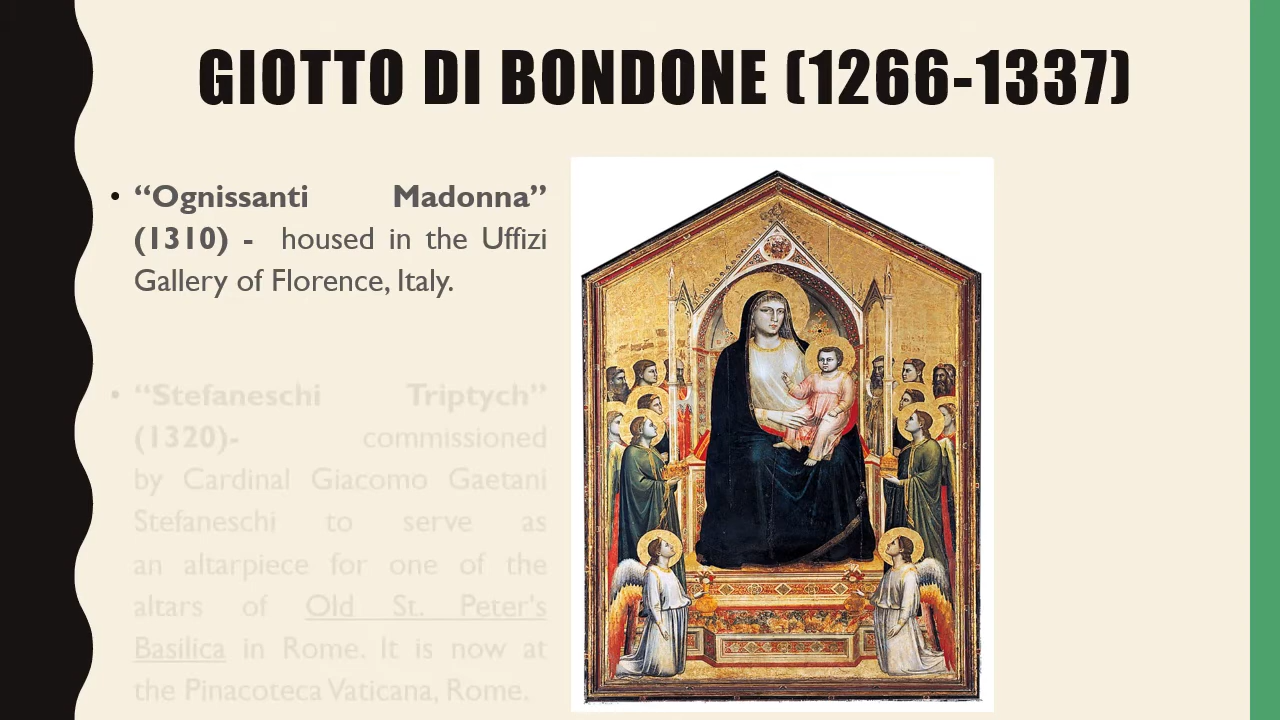 GIOTTO DI BONDONE (1266-1337)
• “Ognissanti Madonna”
(1310) - housed in the Uffizi
Gallery of Florence, Italy.
• “Stefaneschi Triptych”
(1320)- commissioned
by Cardinal Giacomo Gaetani
Stefaneschi to serve as
an altarpiece for one of the
altars of Old St. Peter's
Basilica in Rome. It is now at
the Pinacoteca Vaticana, Rome.